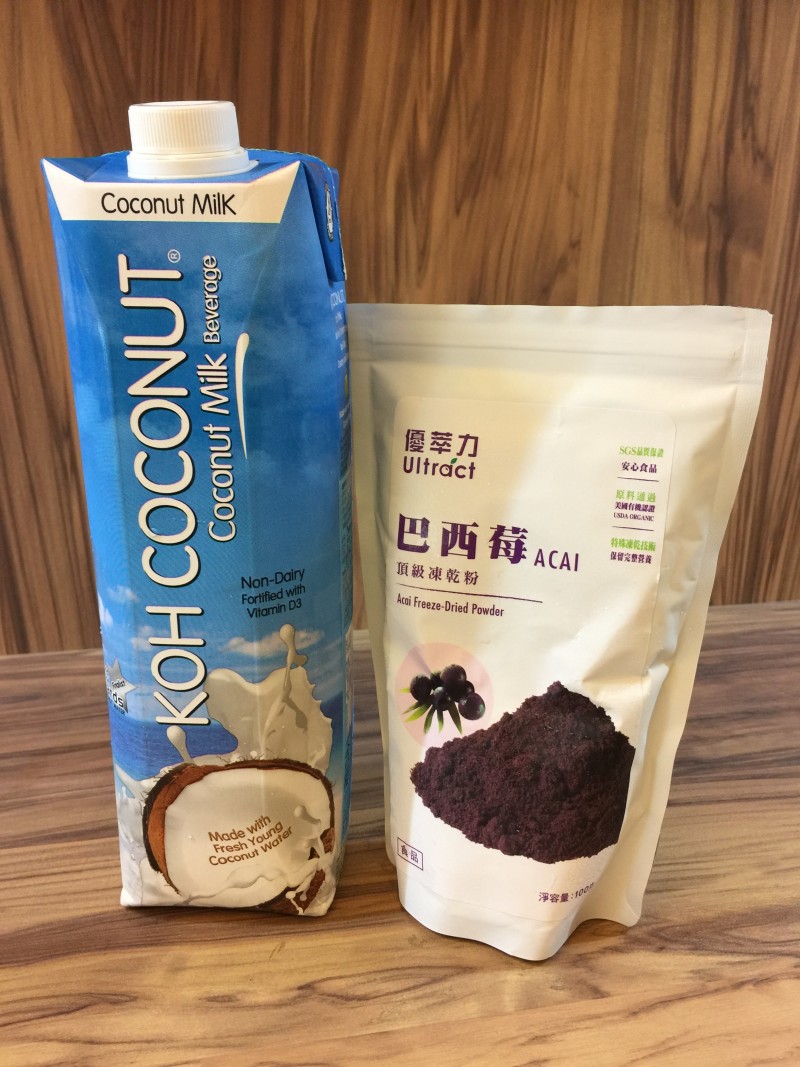 Coconut Milk
KOH COCONUT®
Coconut Milk Beverage
Non-Dairy
Fortified with
Vitamin D3
Made with
Fresh Young
Coconut Water
優萃力
Ultract
SGS品質保證
安心食品
原料通過
美國有機認證
USDA ORGANIC
特殊凍乾技術
保留完整營養
巴西莓 ACAI
頂級凍乾粉
Acai Freeze-Dried Powder
食品
淨容量:100g